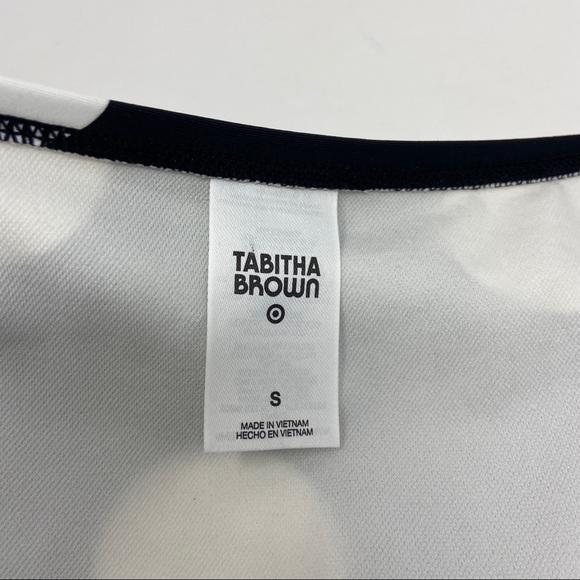 TABITHA
BROWN
S
MADE IN VIETNAM
HECHO EN VIETNAM